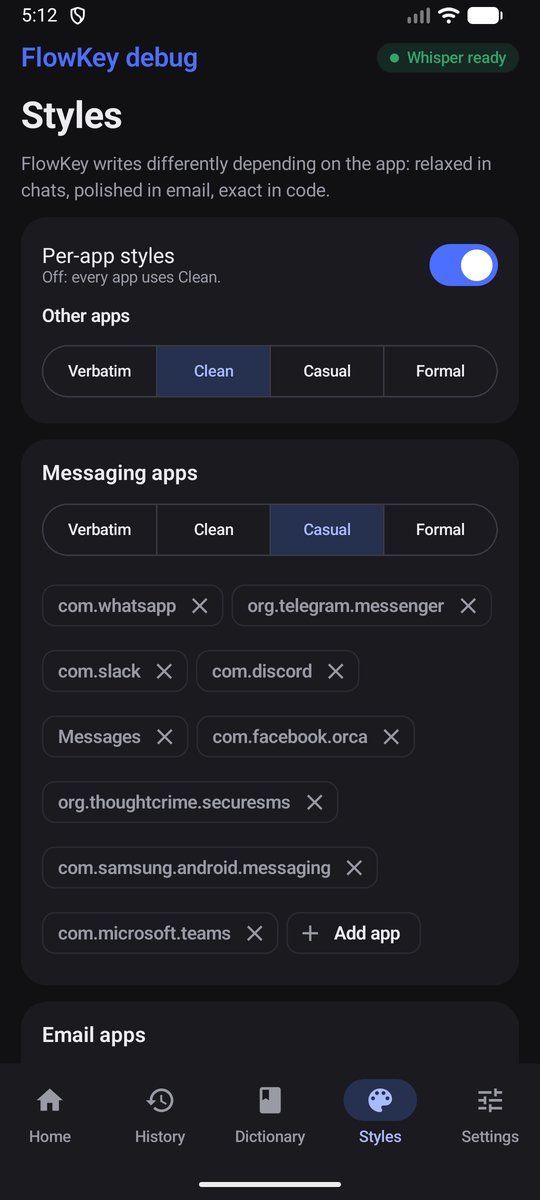 5:12
FlowKey debug
Whisper ready
Styles
FlowKey writes differently depending on the app: relaxed in
chats, polished in email, exact in code.
Per-app styles
Off: every app uses Clean.
Other apps
Verbatim Clean Casual Formal
Messaging apps
Verbatim Clean Casual Formal
com.whatsapp org.telegram.messenger
com.slack com.discord
Messages com.facebook.orca
org.thoughtcrime.securesms
com.samsung.android.messaging
com.microsoft.teams Add app
Email apps
Home History Dictionary Styles Settings